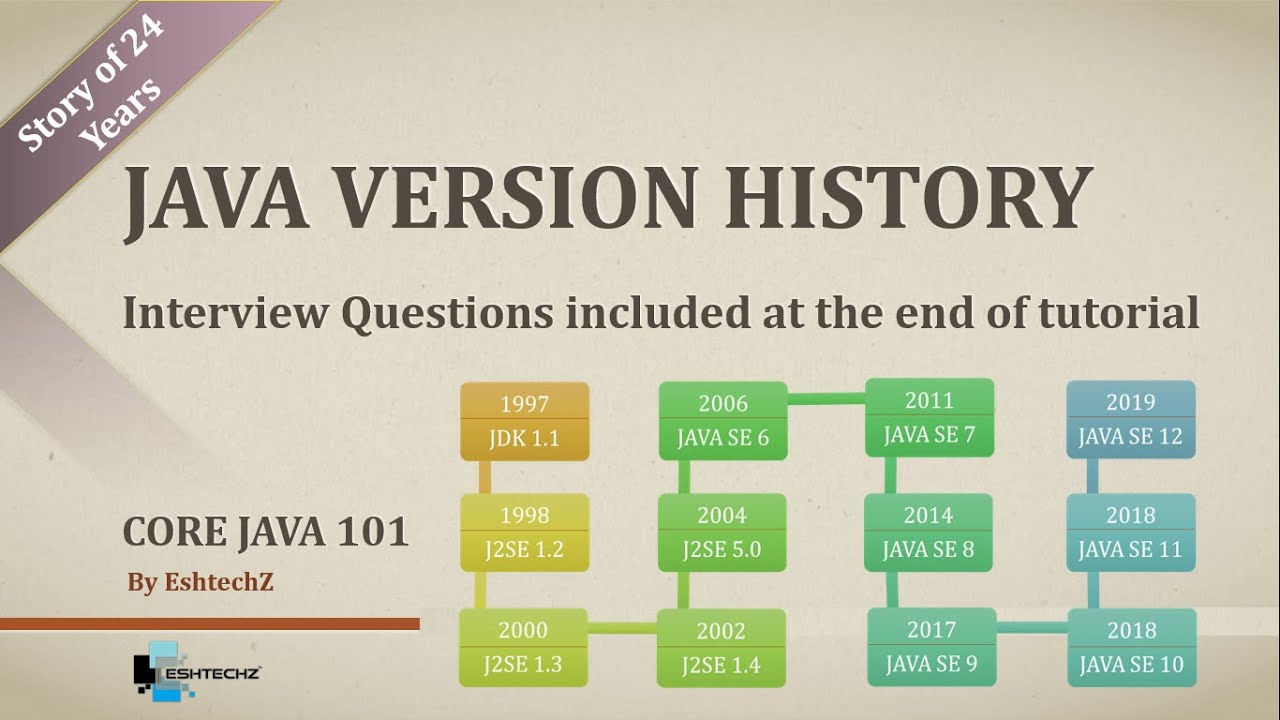 Story of 24
Years
JAVA VERSION HISTORY
Interview Questions included at the end of tutorial
1997
JDK 1.1
1998
J2SE 1.2
2000
J2SE 1.3
2002
J2SE 1.4
2004
J2SE 5.0
2006
JAVA SE 6
2011
JAVA SE 7
2014
JAVA SE 8
2017
JAVA SE 9
2018
JAVA SE 10
2018
JAVA SE 11
2019
JAVA SE 12
CORE JAVA 101
By EshtechZ
ESHTECHZ